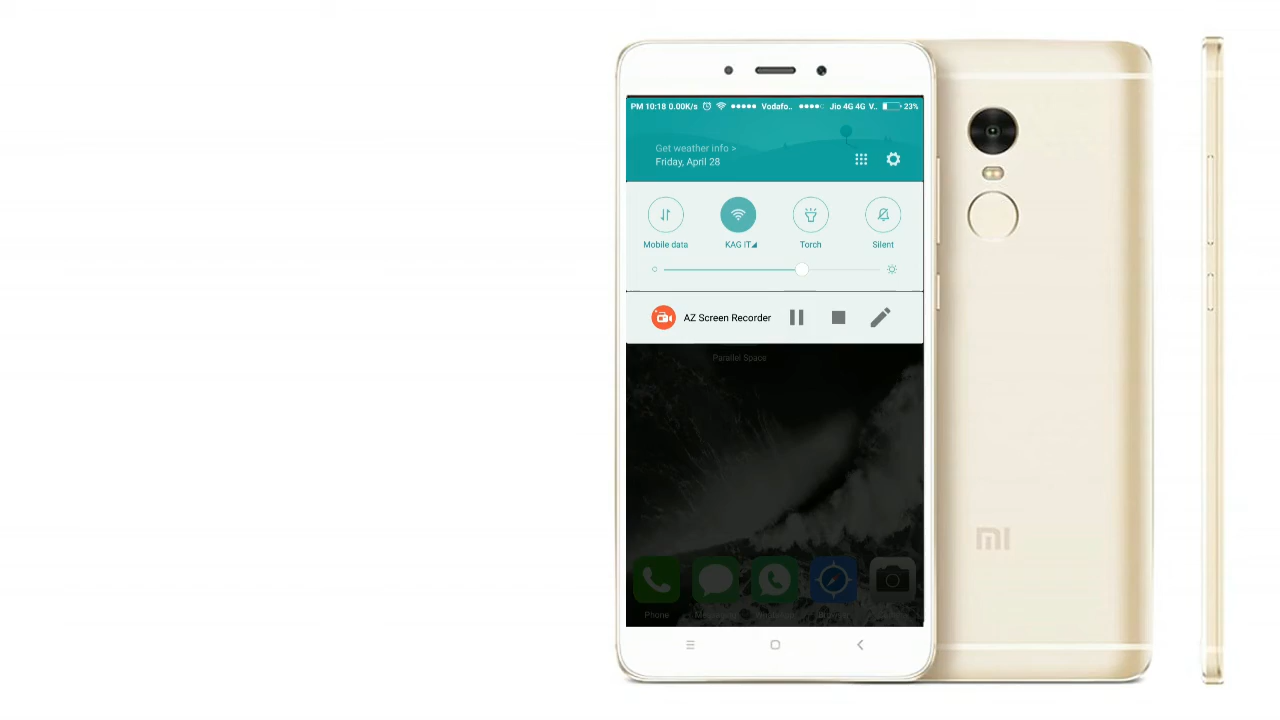 PM 10:18 0.00K/s Vodafo.. Jio 4G 4G V.. 23%
Get weather info >
Friday, April 28
Mobile data KAG IT Torch Silent
AZ Screen Recorder
Parallel Space
Phone
mi